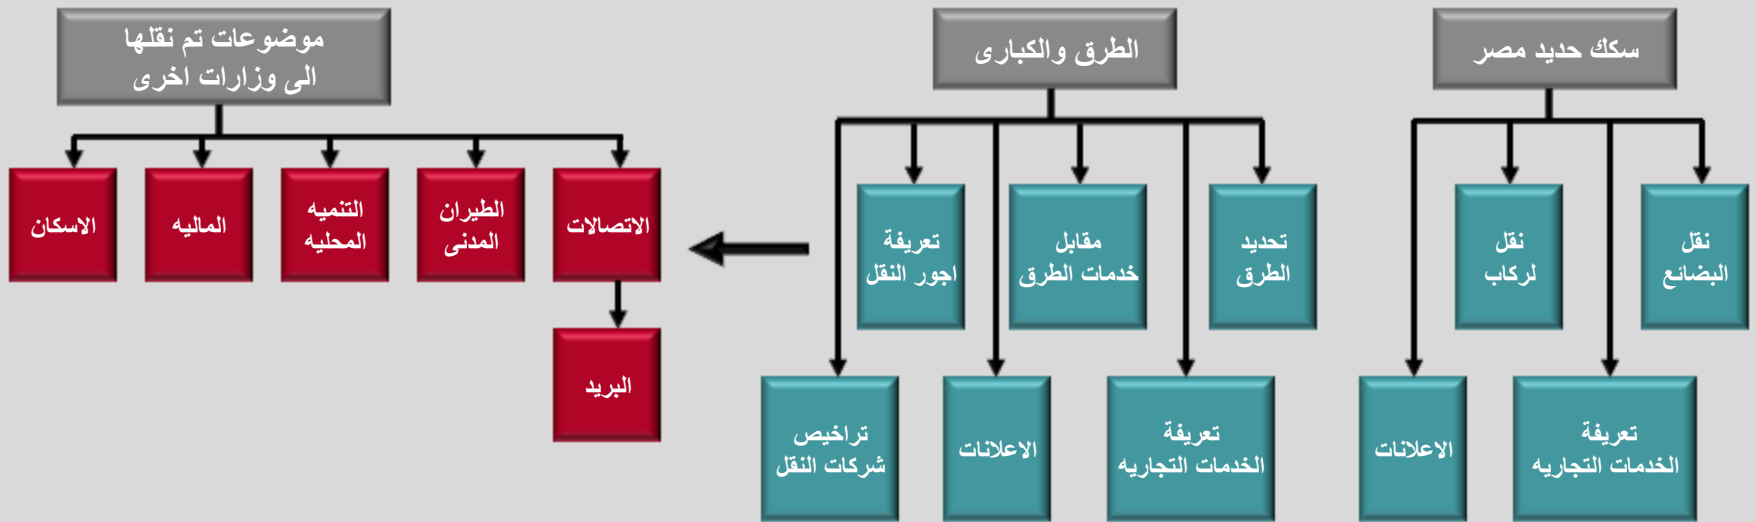 سكك حديد مصر
نقل
البضائع
نقل
لركاب
تعريفة
الخدمات التجاريه
الاعلانات
الطرق والكبارى
تحديد
الطرق
مقابل
خدمات الطرق
تعريفة
اجور النقل
تعريفة
الخدمات التجاريه
الاعلانات
تراخيص
شركات النقل
موضوعات تم نقلها
الى وزارات اخرى
الاتصالات
الطيران
المدنى
التنميه
المحليه
الماليه
الاسكان
البريد